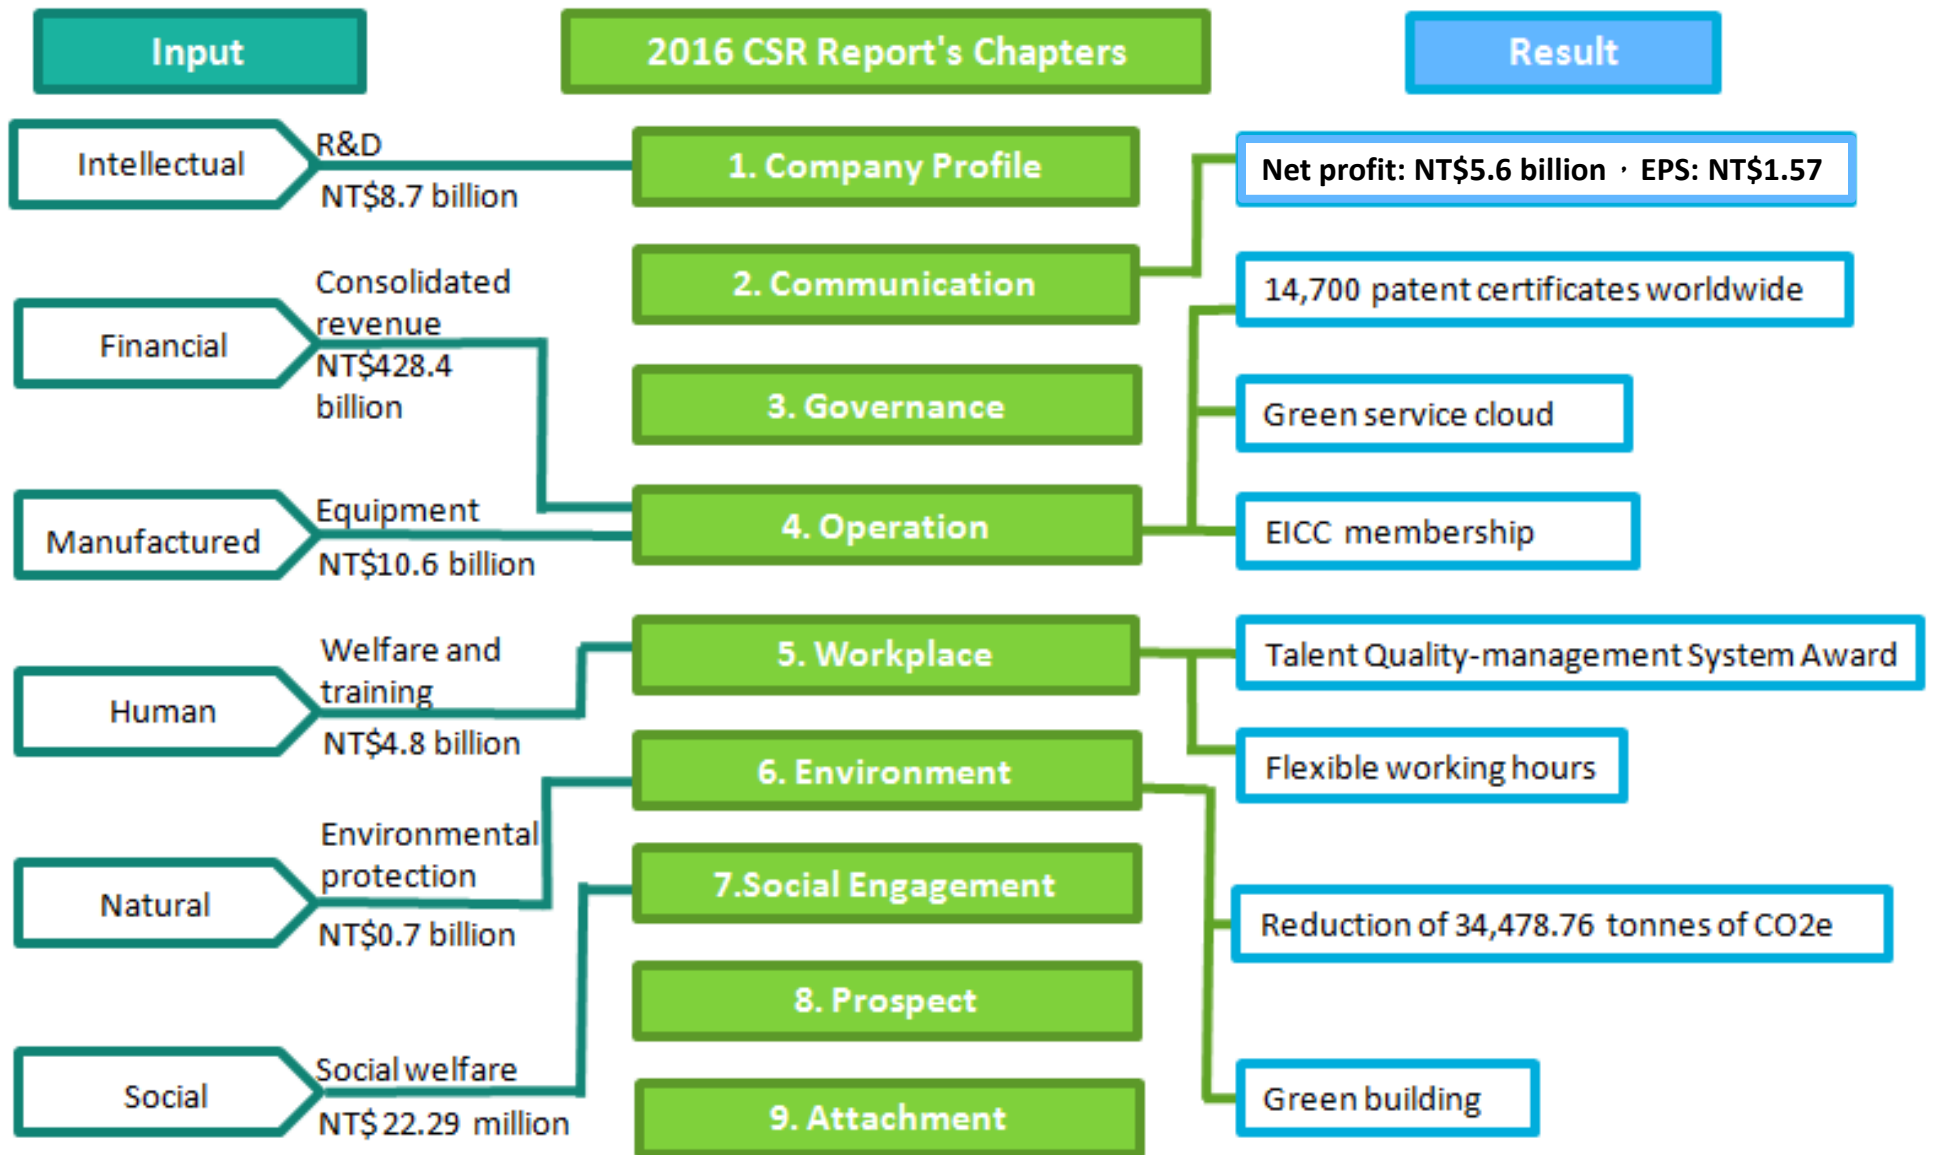 Input
2016 CSR Report's Chapters
Result
Intellectual
R&D
NT$8.7 billion
1. Company Profile
Net profit: NT$5.6 billion，EPS: NT$1.57
2. Communication
14,700 patent certificates worldwide
Financial
Consolidated
revenue
NT$428.4
billion
3. Governance
Green service cloud
Manufactured
Equipment
NT$10.6 billion
4. Operation
EICC membership
Human
Welfare and
training
NT$4.8 billion
5. Workplace
Talent Quality-management System Award
Flexible working hours
6. Environment
Natural
Environmental
protection
NT$0.7 billion
7.Social Engagement
Reduction of 34,478.76 tonnes of CO2e
8. Prospect
Social
Social welfare
NT$ 22.29 million
9. Attachment
Green building